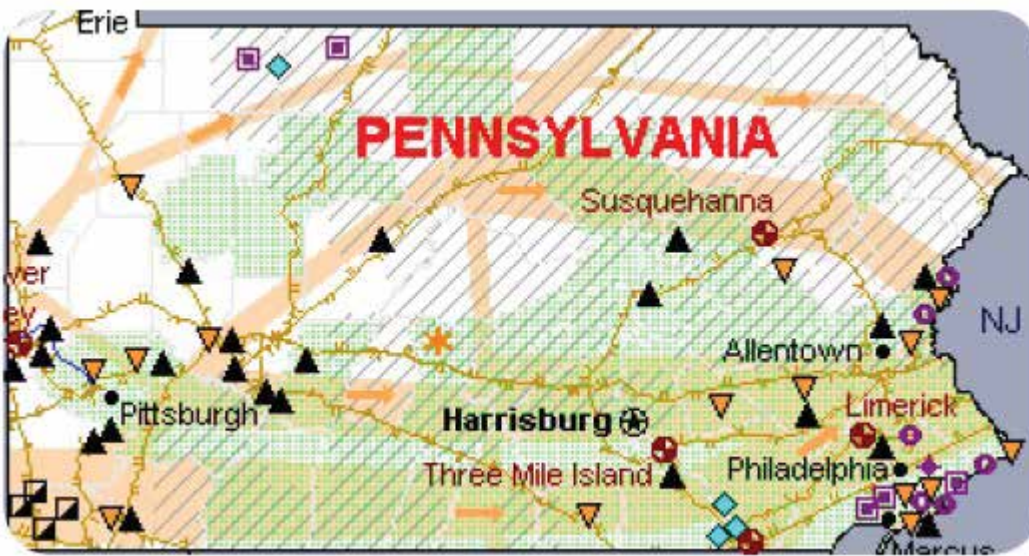 Erie
PENNSYLVANIA
Susquehanna
NJ
Allentown
Pittsburgh
Harrisburg
Limerick
Three Mile Island
Philadelphia